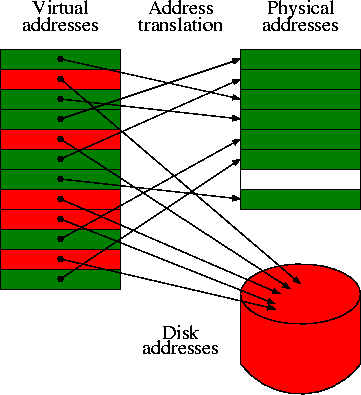 Virtual
addresses
Address
translation
Physical
addresses
Disk
addresses